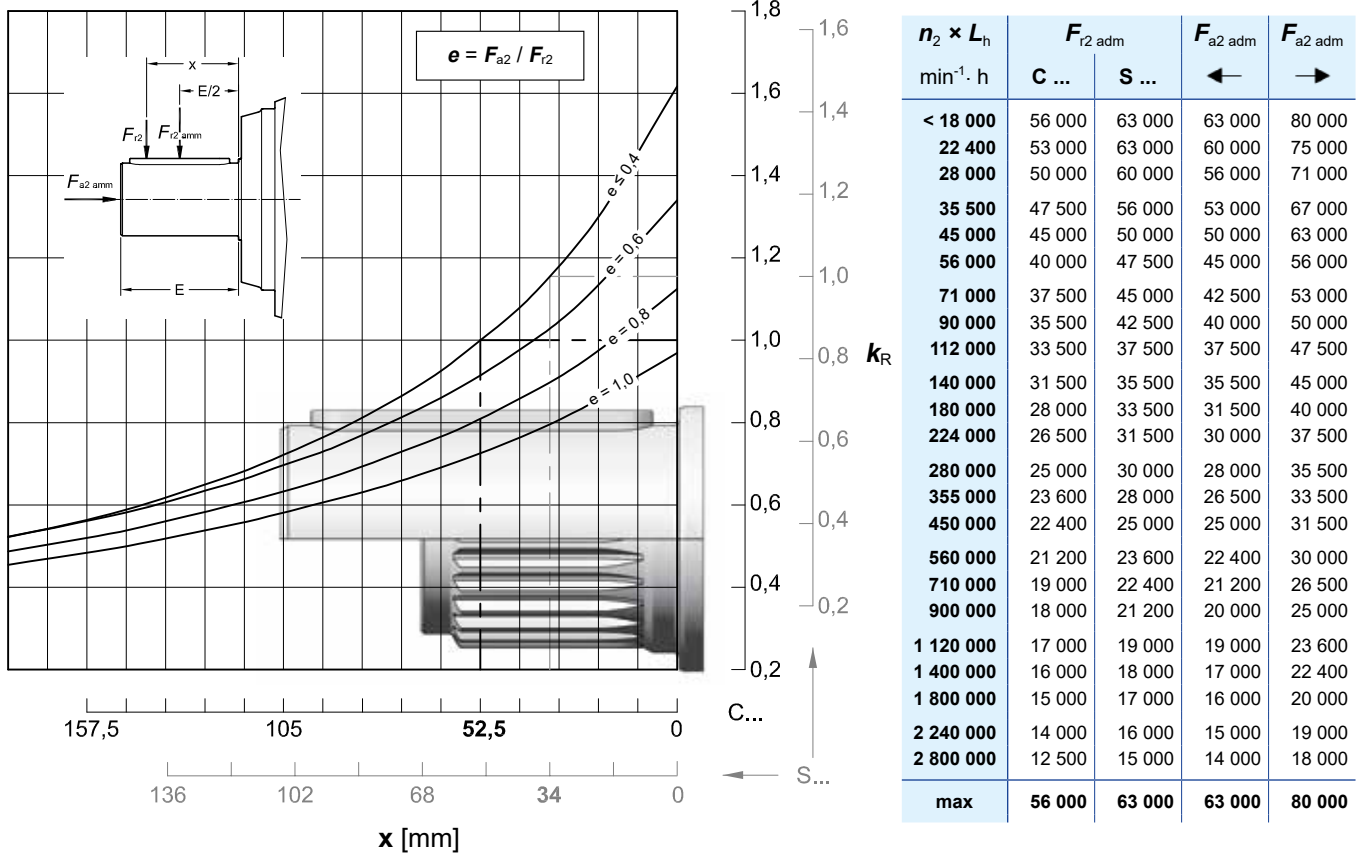 e = Fa2 / Fr2
x
E/2
Fr2
Fr2 amm
Fa2 amm
E
e ≤ 0,4
e = 0,6
e = 0,8
e = 1,0
1,8
1,6
1,4
1,2
1,0
0,8
0,6
0,4
0,2
1,6
1,4
1,2
1,0
0,8
0,6
0,4
0,2
kR
157,5 105 52,5 0 C...
136 102 68 34 0 S...
x [mm]
n2 × Lh Fr2 adm Fa2 adm Fa2 adm
min-1· h C ... S ... ← →
< 18 000 56 000 63 000 63 000 80 000
22 400 53 000 63 000 60 000 75 000
28 000 50 000 60 000 56 000 71 000
35 500 47 500 56 000 53 000 67 000
45 000 45 000 50 000 50 000 63 000
56 000 40 000 47 500 45 000 56 000
71 000 37 500 45 000 42 500 53 000
90 000 35 500 42 500 40 000 50 000
112 000 33 500 37 500 37 500 47 500
140 000 31 500 35 500 35 500 45 000
180 000 28 000 33 500 31 500 40 000
224 000 26 500 31 500 30 000 37 500
280 000 25 000 30 000 28 000 35 500
355 000 23 600 28 000 26 500 33 500
450 000 22 400 25 000 25 000 31 500
560 000 21 200 23 600 22 400 30 000
710 000 19 000 22 400 21 200 26 500
900 000 18 000 21 200 20 000 25 000
1 120 000 17 000 19 000 19 000 23 600
1 400 000 16 000 18 000 17 000 22 400
1 800 000 15 000 17 000 16 000 20 000
2 240 000 14 000 16 000 15 000 19 000
2 800 000 12 500 15 000 14 000 18 000
max 56 000 63 000 63 000 80 000